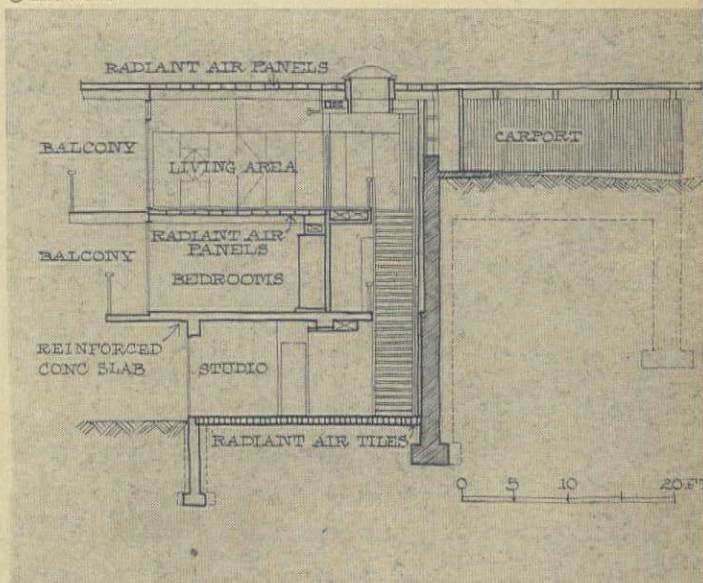 RADIANT AIR PANELS
CARPORT
BALCONY
LIVING AREA
RADIANT AIR
PANELS
BALCONY
BEDROOMS
REINFORCED
CONC SLAB
STUDIO
RADIANT AIR TILES
0 5 10 20 FT